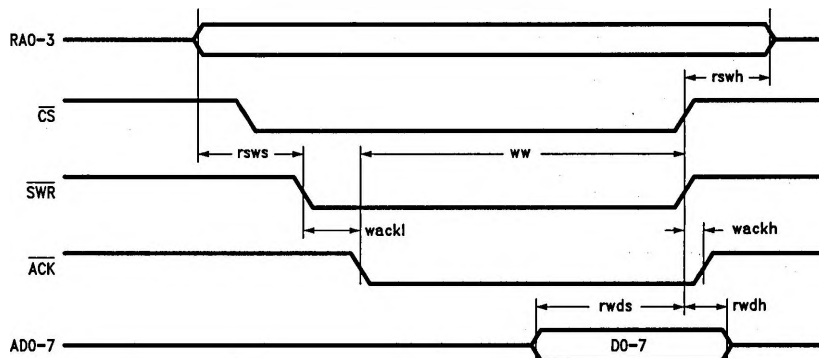 RA0-3
rswh
CS
rsws
ww
SWR
wackl
wackh
ACK
rwds
rwdh
AD0-7
D0-7